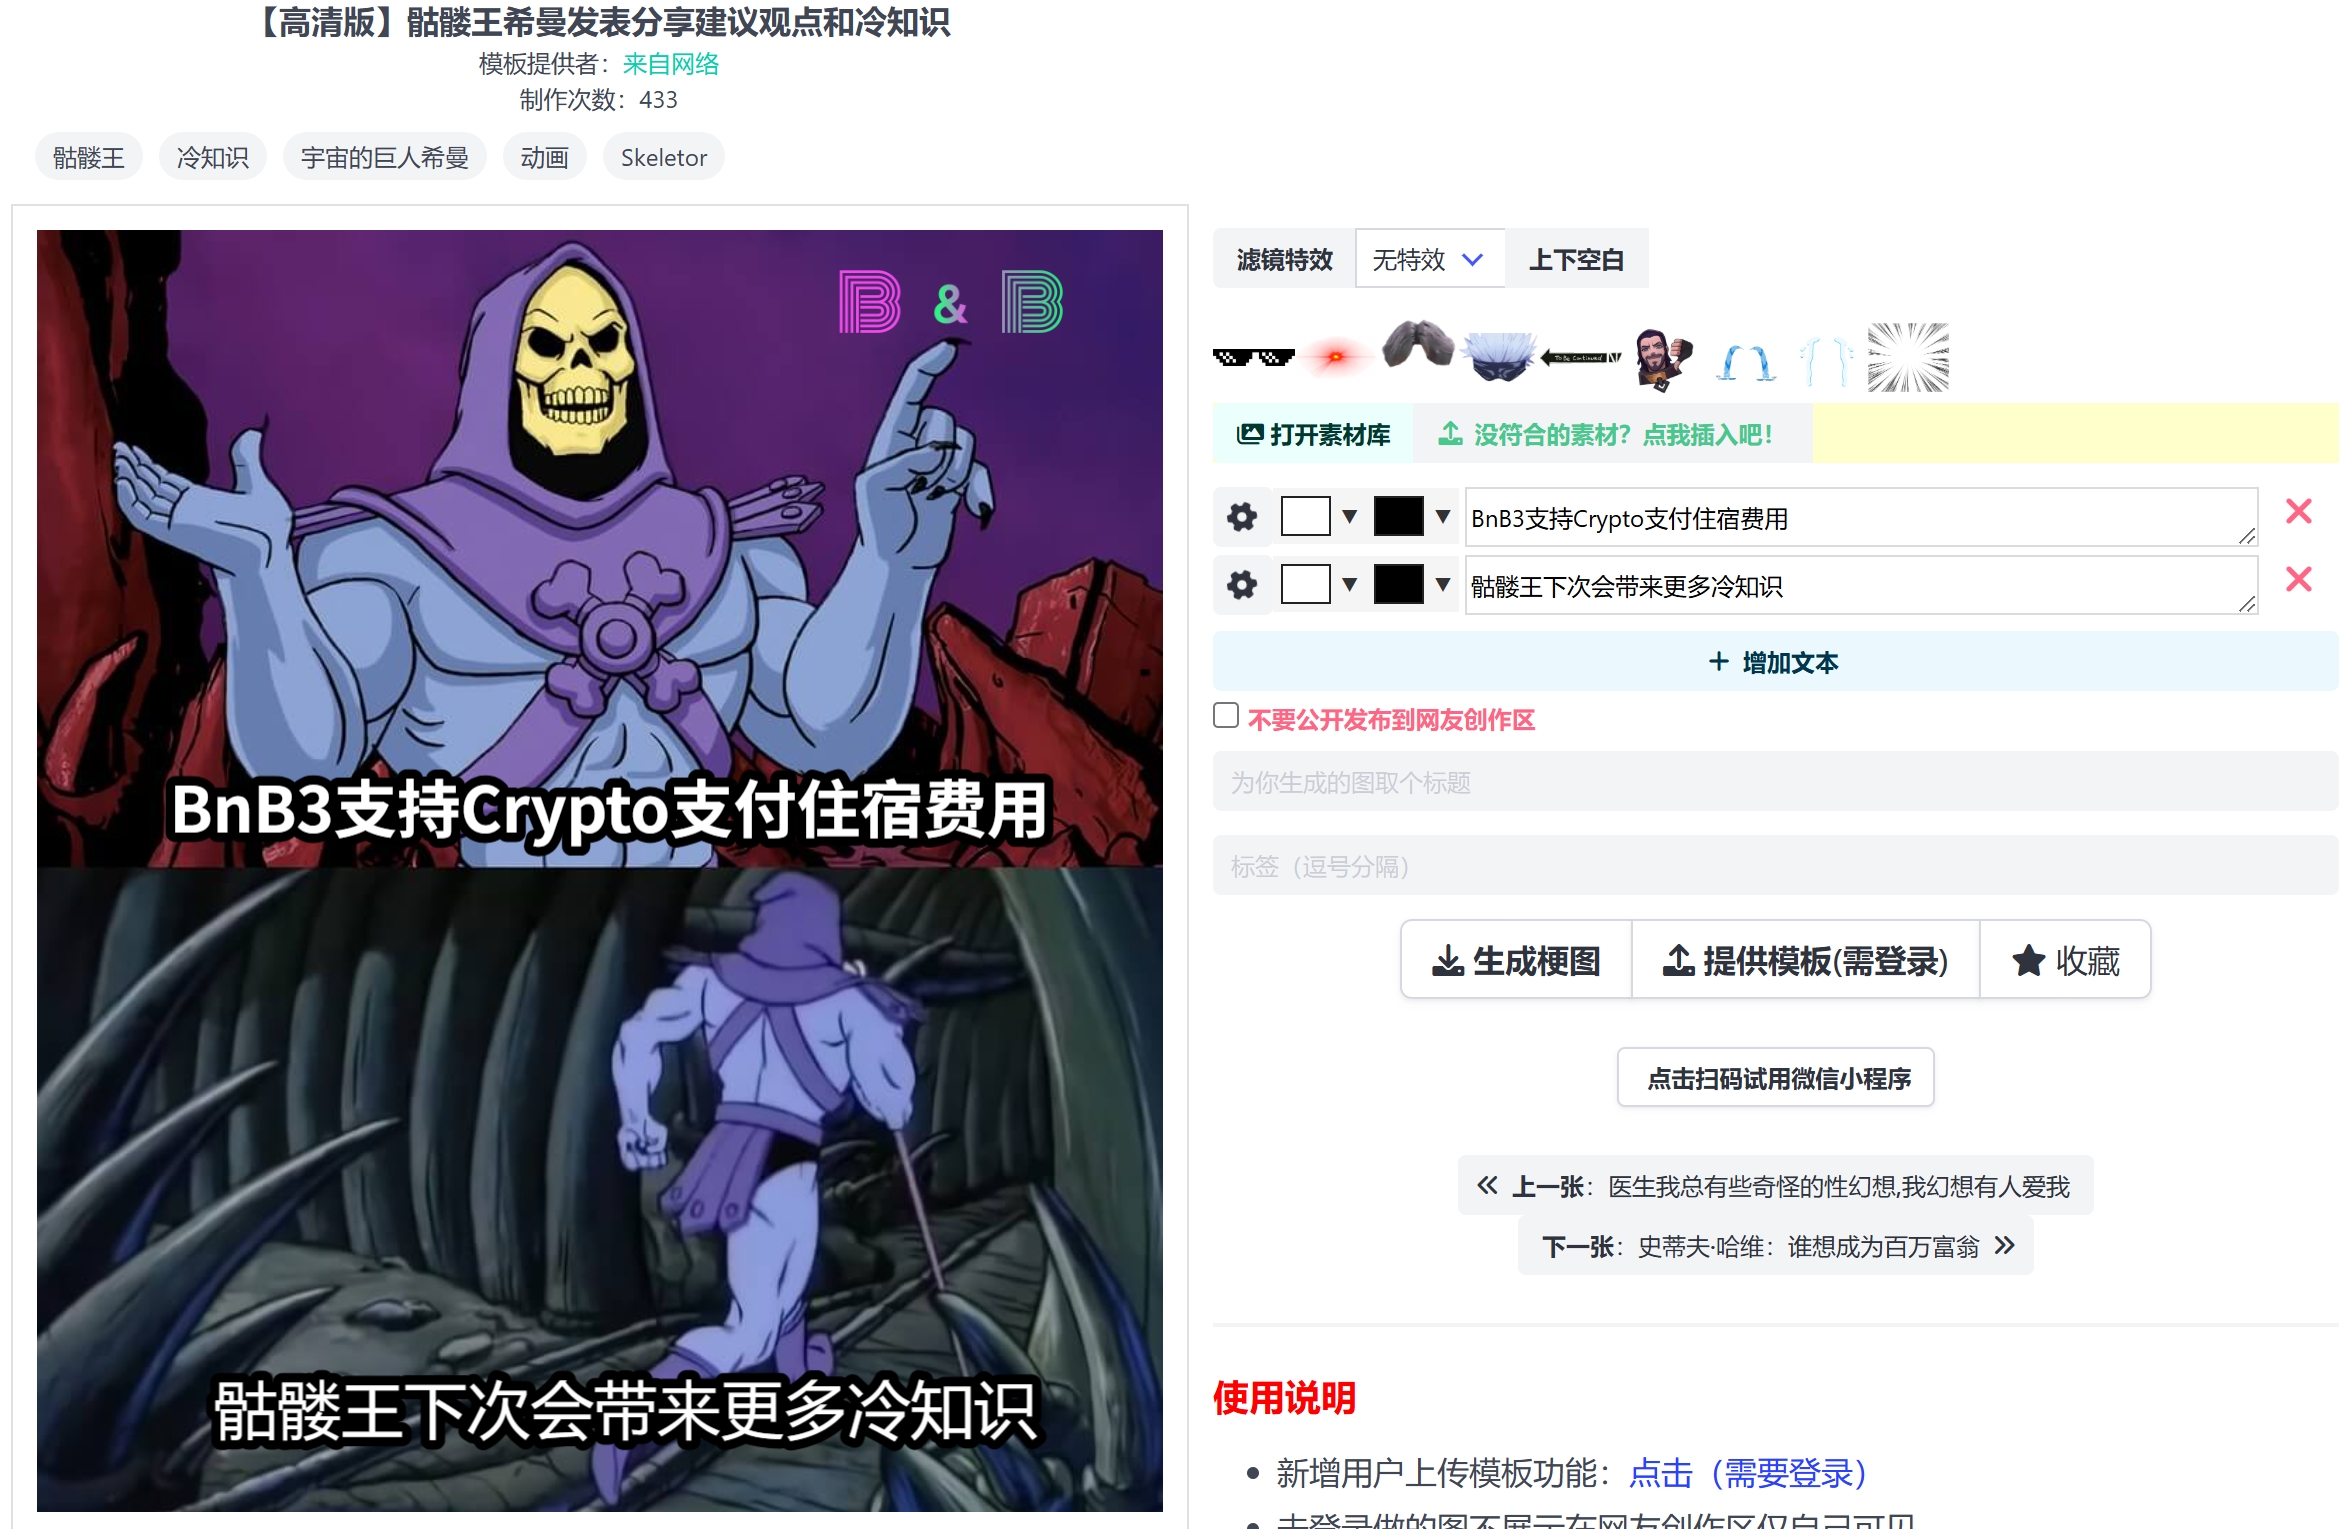 【高清版】骷髅王希曼发表分享建议观点和冷知识
模板提供者：来自网络
制作次数：433
骷髅王 冷知识 宇宙的巨人希曼 动画 Skeletor
B & B
BnB3支持Crypto支付住宿费用
骷髅王下次会带来更多冷知识
滤镜特效 无特效 上下空白
To Be Continued
打开素材库 没符合的素材？点我插入吧！
BnB3支持Crypto支付住宿费用
骷髅王下次会带来更多冷知识
+ 增加文本
不要公开发布到网友创作区
为你生成的图取个标题
标签（逗号分隔）
生成梗图 提供模板(需登录) 收藏
点击扫码试用微信小程序
« 上一张：医生我总有些奇怪的性幻想,我幻想有人爱我
下一张：史蒂夫·哈维：谁想成为百万富翁 »
使用说明
新增用户上传模板功能：点击（需要登录）